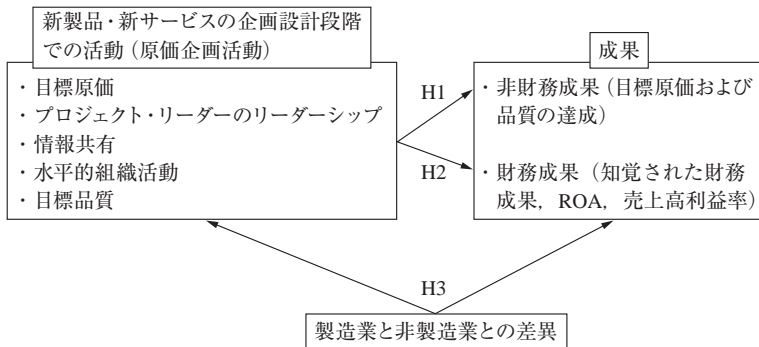 新製品・新サービスの企画設計段階
での活動（原価企画活動）
・目標原価
・プロジェクト・リーダーのリーダーシップ
・情報共有
・水平的組織活動
・目標品質
H1
H2
成果
・非財務成果（目標原価および
品質の達成）
・財務成果（知覚された財務
成果，ROA，売上高利益率）
H3
製造業と非製造業との差異